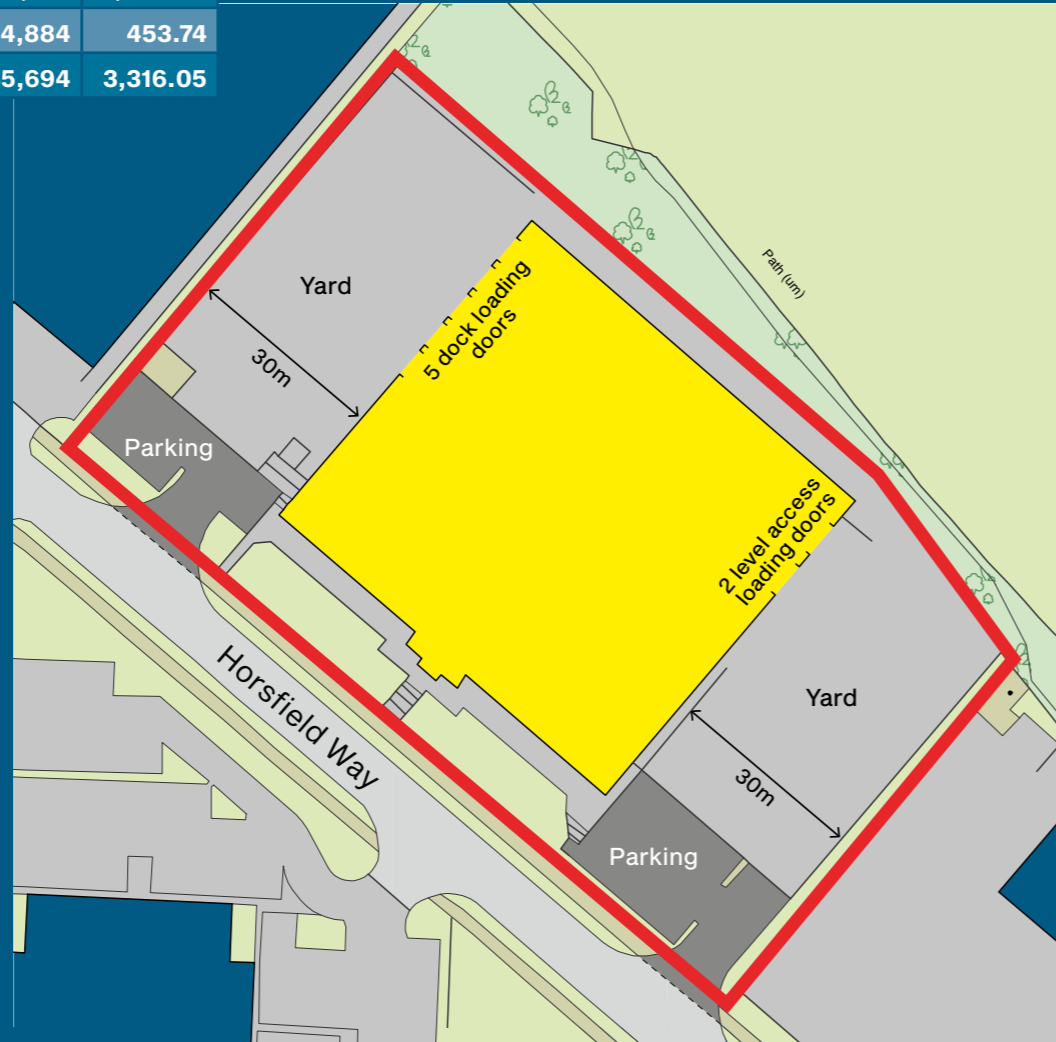 4,884 453.74
5,694 3,316.05
Path (um)
Yard
5 dock loading
doors
30m
Parking
2 level access
loading doors
Yard
Horsfield Way
30m
Parking